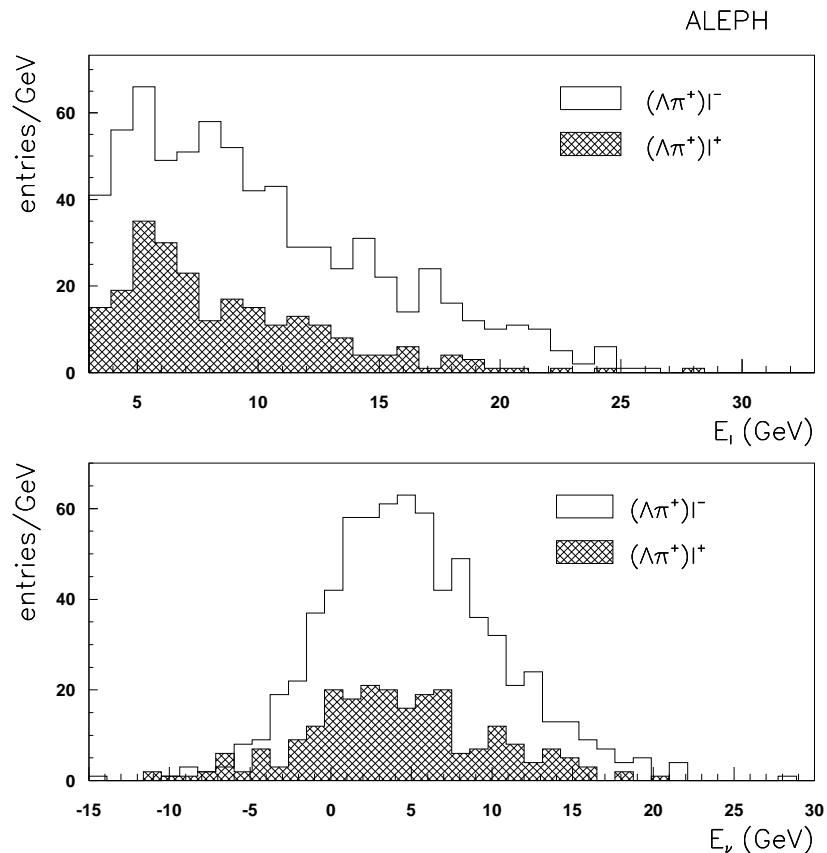 ALEPH
entries/GeV
60
40
20
0
(Λπ⁺)l⁻
(Λπ⁺)l⁺
5 10 15 20 25 30
E_l (GeV)
entries/GeV
60
40
20
0
(Λπ⁺)l⁻
(Λπ⁺)l⁺
-15 -10 -5 0 5 10 15 20 25 30
E_ν (GeV)